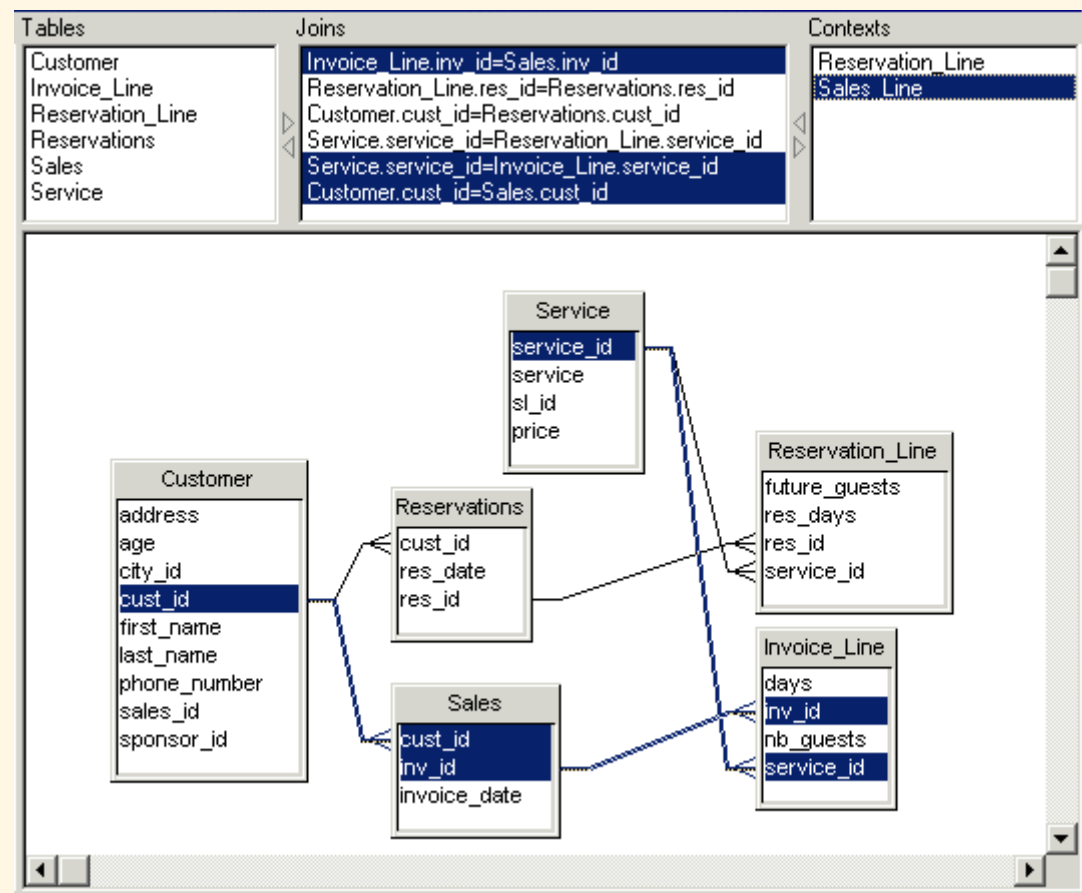 Tables
Joins
Contexts
Customer
Invoice_Line
Reservation_Line
Reservations
Sales
Service
Invoice_Line.inv_id=Sales.inv_id
Reservation_Line.res_id=Reservations.res_id
Customer.cust_id=Reservations.cust_id
Service.service_id=Reservation_Line.service_id
Service.service_id=Invoice_Line.service_id
Customer.cust_id=Sales.cust_id
Reservation_Line
Sales_Line
Service
service_id
service
sl_id
price
Customer
address
age
city_id
cust_id
first_name
last_name
phone_number
sales_id
sponsor_id
Reservations
cust_id
res_date
res_id
Reservation_Line
future_guests
res_days
res_id
service_id
Sales
cust_id
inv_id
invoice_date
Invoice_Line
days
inv_id
nb_guests
service_id